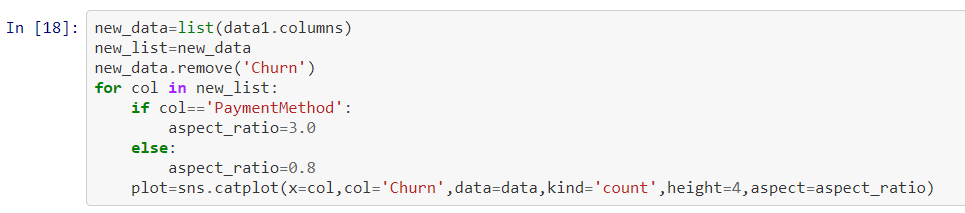 In [18]: new_data=list(data1.columns)
new_list=new_data
new_data.remove('Churn')
for col in new_list:
    if col=='PaymentMethod':
        aspect_ratio=3.0
    else:
        aspect_ratio=0.8
    plot=sns.catplot(x=col,col='Churn',data=data,kind='count',height=4,aspect=aspect_ratio)